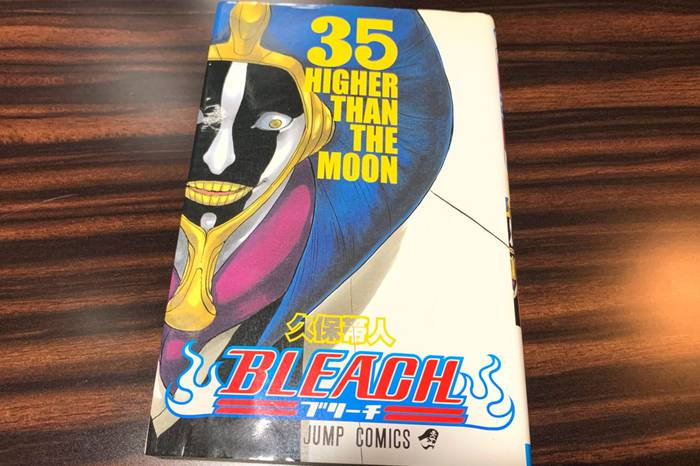 35
HIGHER
THAN
THE
MOON
久保帯人
BLEACH
ブリーチ
JUMP COMICS